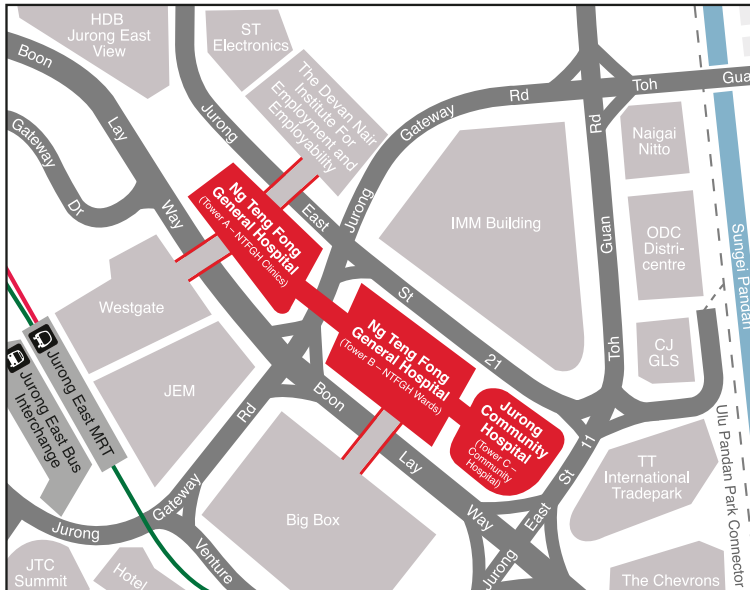 HDB
Jurong East
View
ST
Electronics
The Devan Nair
Institute For
Employment and
Employability
Boon
Lay
Way
Gateway
Dr
Jurong
East
St
21
Jurong
Gateway
Rd
Toh
Guan
Rd
Guan
Toh
Naigai
Nitto
ODC
Distri-
centre
CJ
GLS
Sungei Pandan
Ulu Pandan Park Connector
IMM Building
Ng Teng Fong
General Hospital
(Tower A – NTFGH Clinics)
Ng Teng Fong
General Hospital
(Tower B – NTFGH Wards)
Jurong
Community
Hospital
(Tower C –
Community
Hospital)
Westgate
JEM
Jurong East MRT
Jurong East Bus
Interchange
Boon
Lay
Way
Jurong
Gateway
Rd
Venture
Big Box
Jurong
East
St
11
TT
International
Tradepark
The Chevrons
JTC
Summit
Hotel